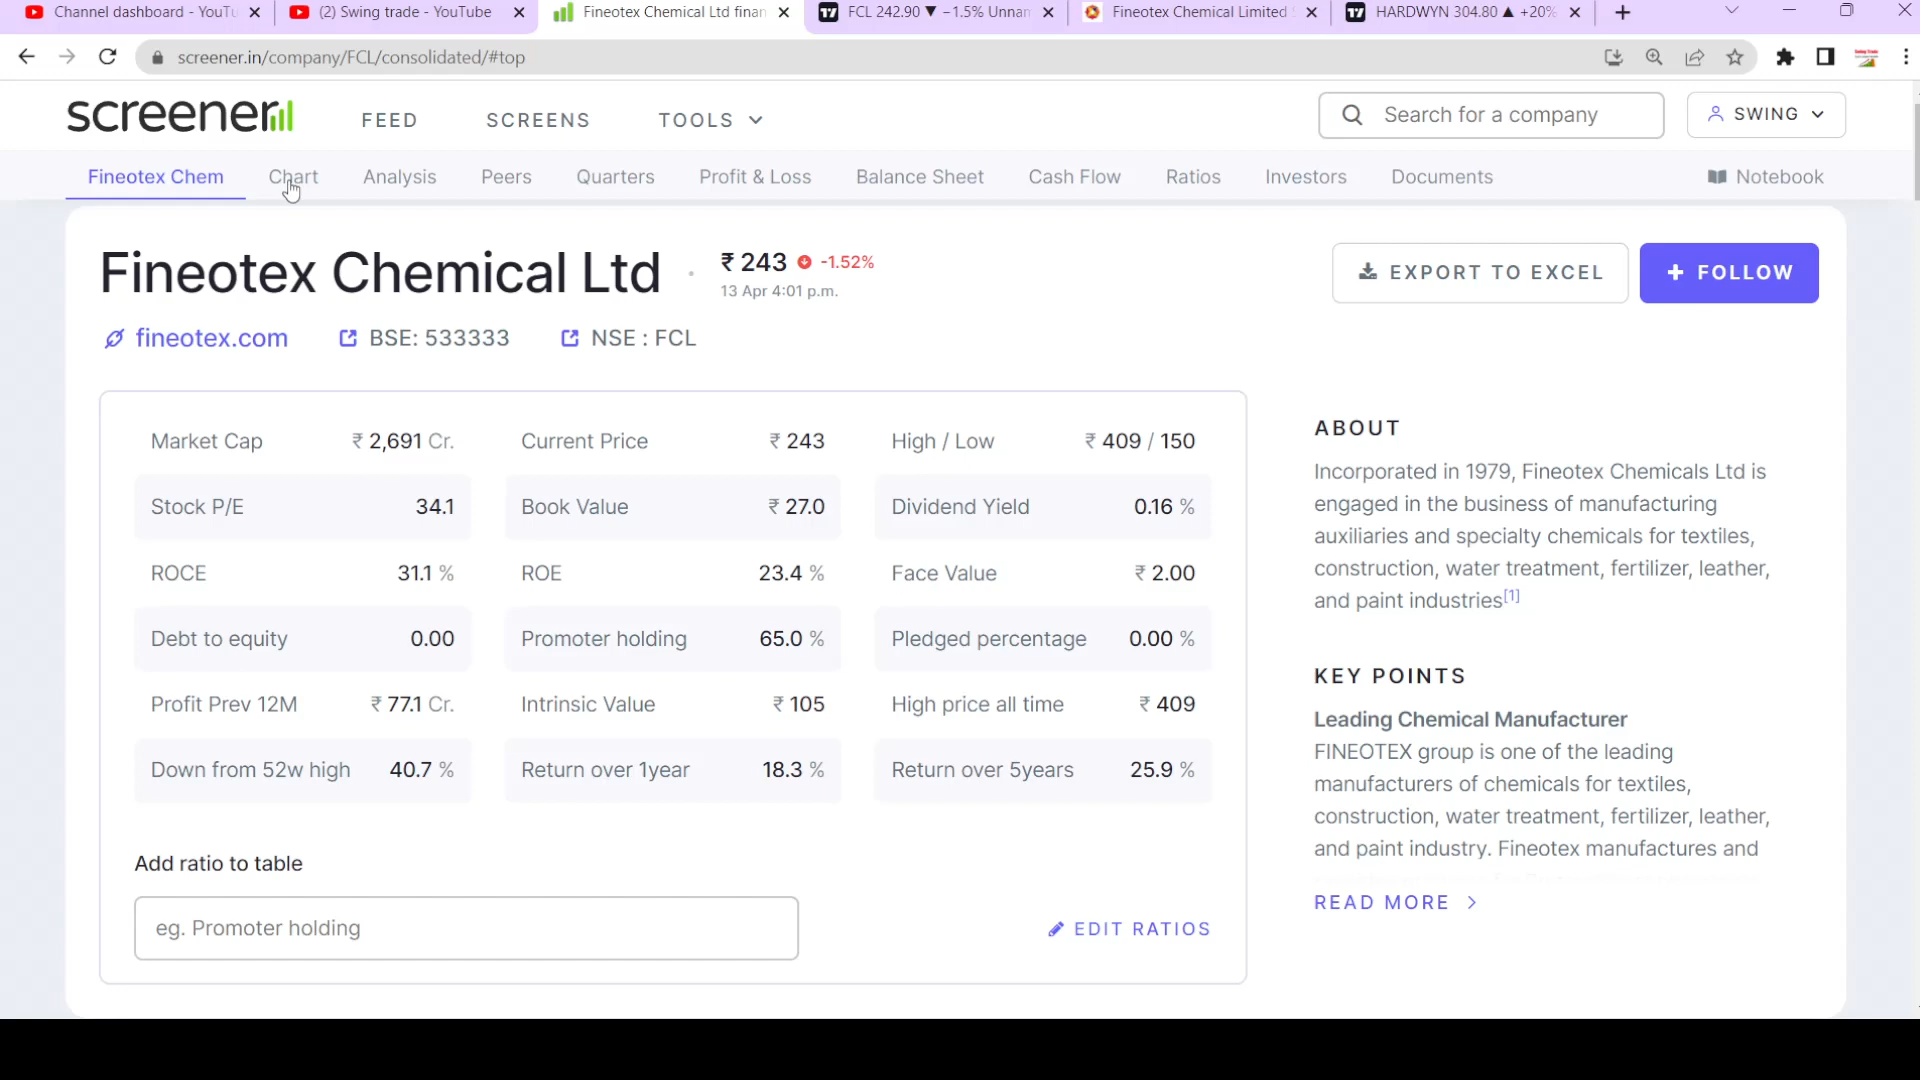 Channel dashboard - YouTu
(2) Swing trade - YouTube
Fineotex Chemical Ltd finan
FCL 242.90 ▼ −1.5% Unnan
Fineotex Chemical Limited
HARDWYN 304.80 ▲ +20%
screener.in/company/FCL/consolidated/#top
screener
FEED
SCREENS
TOOLS
Search for a company
SWING
Fineotex Chem
Chart
Analysis
Peers
Quarters
Profit & Loss
Balance Sheet
Cash Flow
Ratios
Investors
Documents
Notebook
Fineotex Chemical Ltd
₹ 243 -1.52%
13 Apr 4:01 p.m.
EXPORT TO EXCEL
+ FOLLOW
fineotex.com
BSE: 533333
NSE : FCL
Market Cap ₹ 2,691 Cr.
Current Price ₹ 243
High / Low ₹ 409 / 150
Stock P/E 34.1
Book Value ₹ 27.0
Dividend Yield 0.16 %
ROCE 31.1 %
ROE 23.4 %
Face Value ₹ 2.00
Debt to equity 0.00
Promoter holding 65.0 %
Pledged percentage 0.00 %
Profit Prev 12M ₹ 77.1 Cr.
Intrinsic Value ₹ 105
High price all time ₹ 409
Down from 52w high 40.7 %
Return over 1year 18.3 %
Return over 5years 25.9 %
Add ratio to table
eg. Promoter holding
EDIT RATIOS
ABOUT
Incorporated in 1979, Fineotex Chemicals Ltd is
engaged in the business of manufacturing
auxiliaries and specialty chemicals for textiles,
construction, water treatment, fertilizer, leather,
and paint industries[1]
KEY POINTS
Leading Chemical Manufacturer
FINEOTEX group is one of the leading
manufacturers of chemicals for textiles,
construction, water treatment, fertilizer, leather,
and paint industry. Fineotex manufactures and
READ MORE >